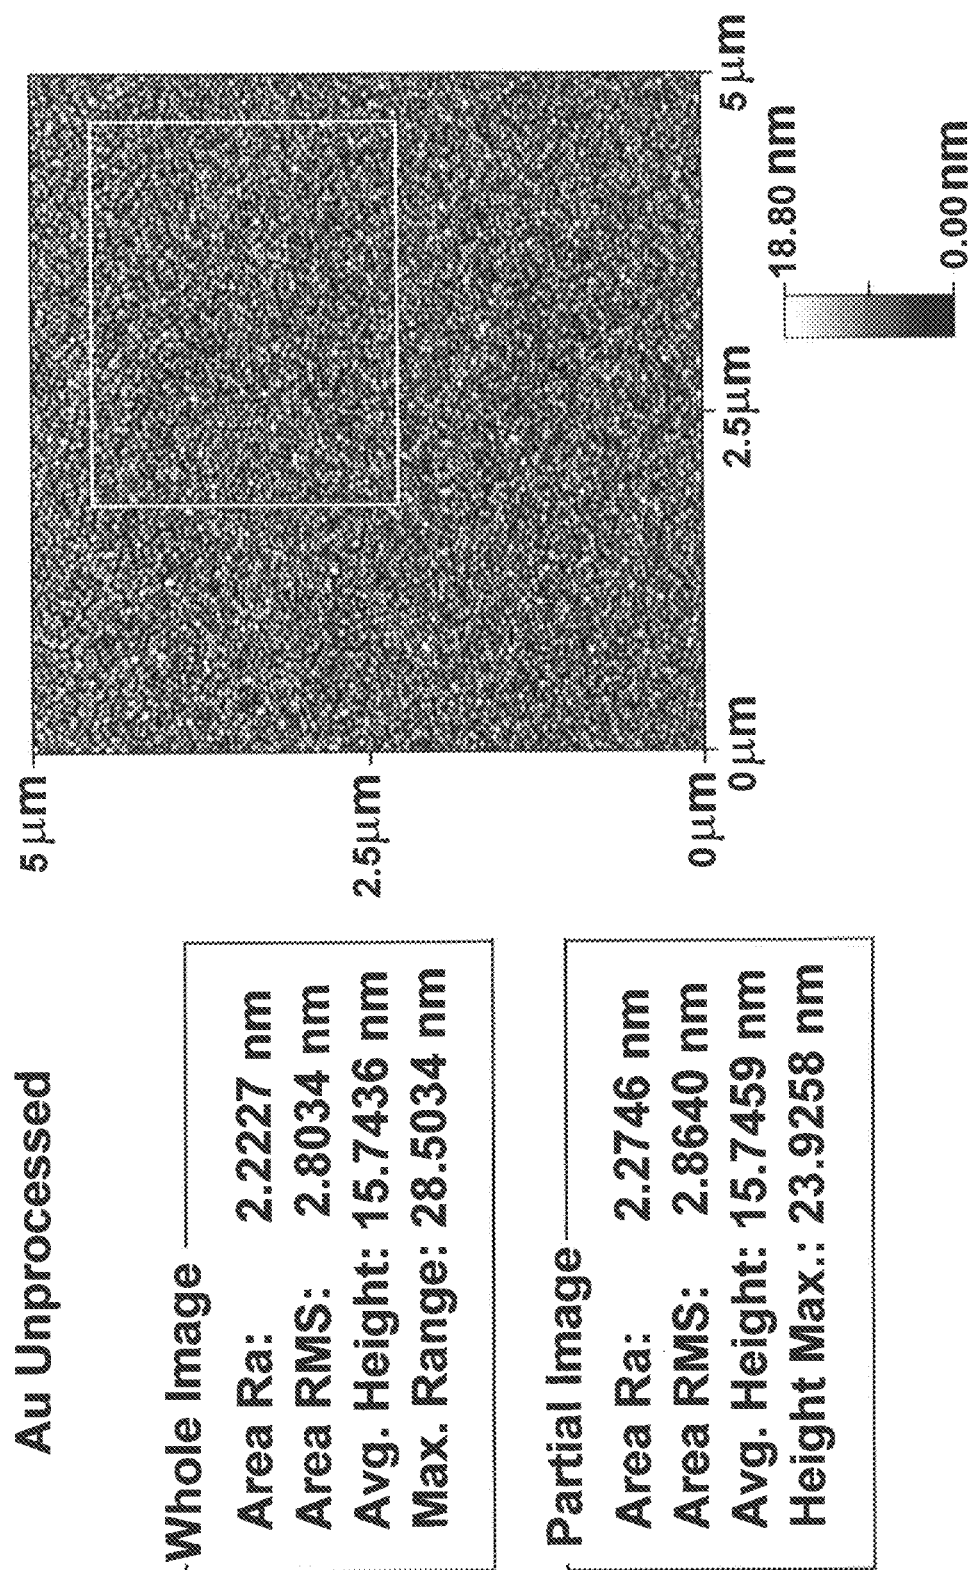 Au Unprocessed
Whole Image
Area Ra: 2.2227 nm
Area RMS: 2.8034 nm
Avg. Height: 15.7436 nm
Max. Range: 28.5034 nm
Partial Image
Area Ra: 2.2746 nm
Area RMS: 2.8640 nm
Avg. Height: 15.7459 nm
Height Max.: 23.9258 nm
5 μm
2.5μm
0μm
0μm
2.5μm
5 μm
18.80 nm
0.00 nm